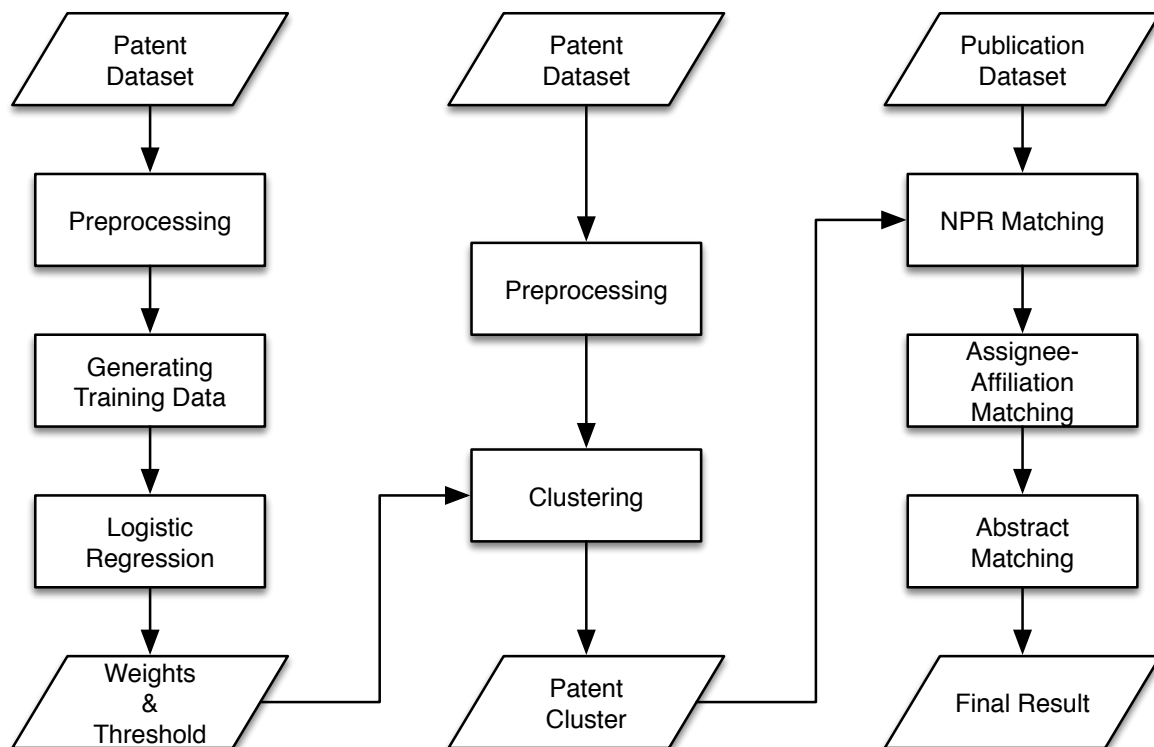 Patent
Dataset
Preprocessing
Generating
Training Data
Logistic
Regression
Weights
&
Threshold
Patent
Dataset
Preprocessing
Clustering
Patent
Cluster
Publication
Dataset
NPR Matching
Assignee-
Affiliation
Matching
Abstract
Matching
Final Result